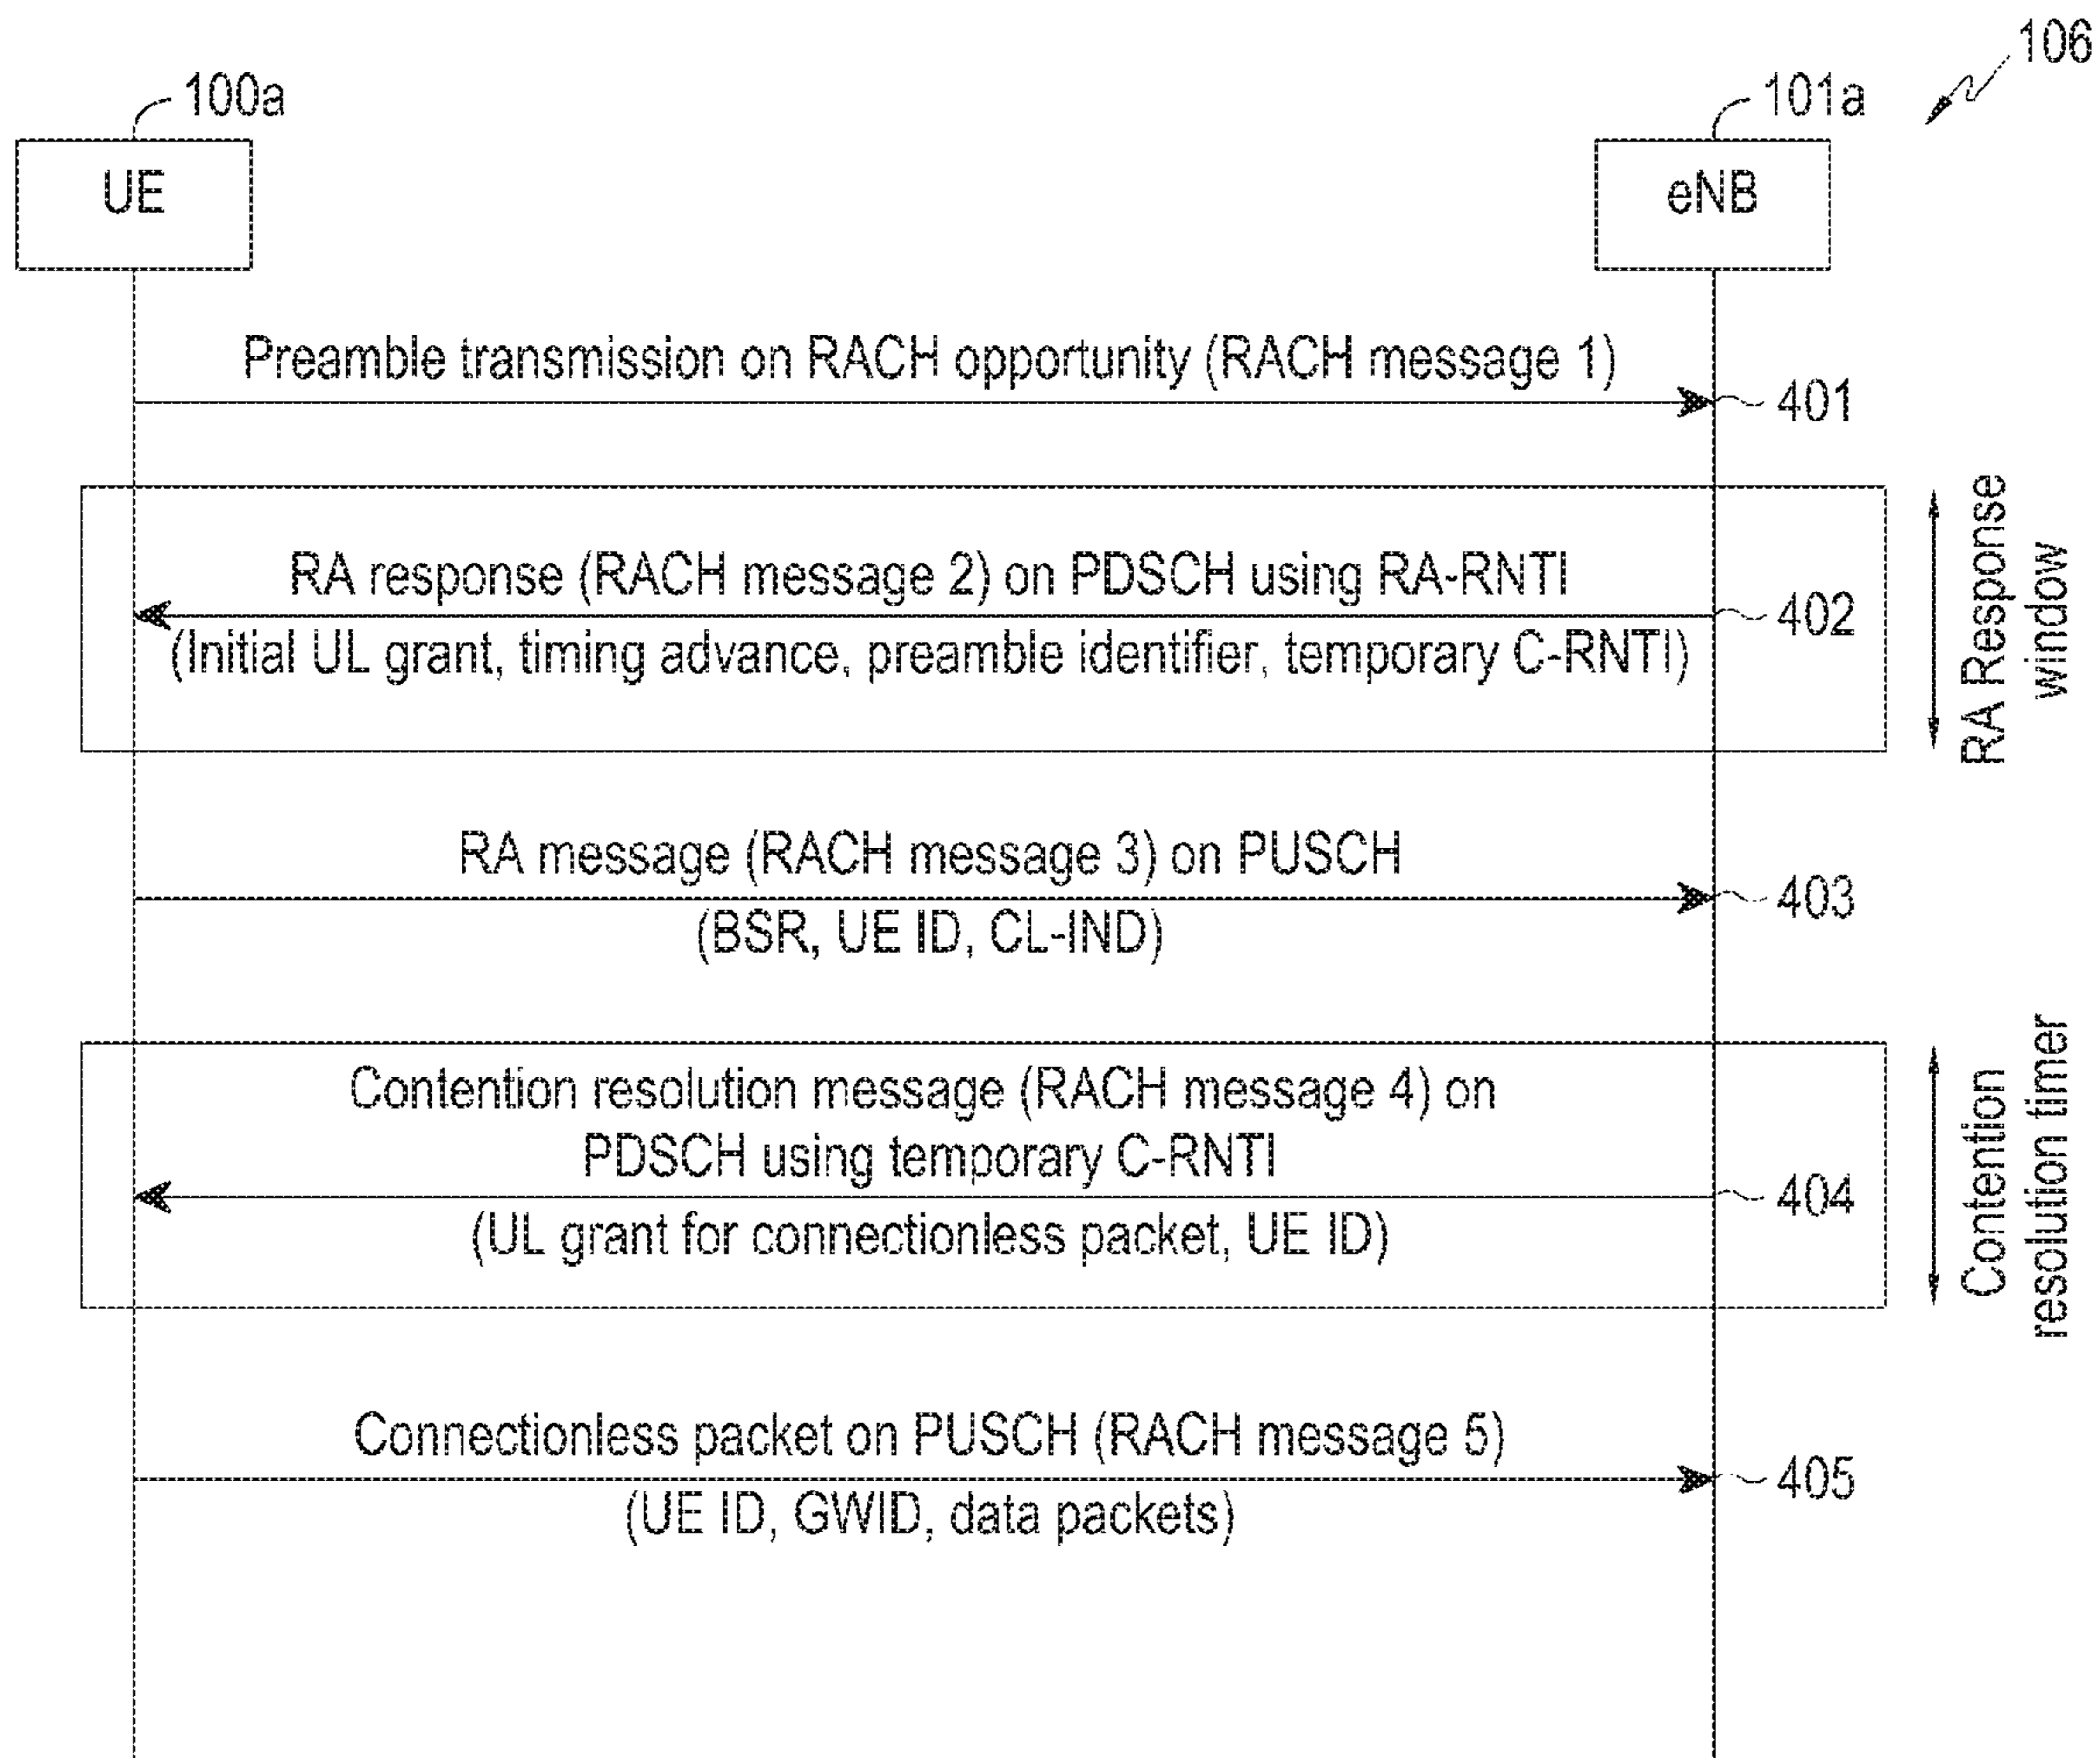 106
100a
101a
UE
eNB
Preamble transmission on RACH opportunity (RACH message 1)
401
RA response (RACH message 2) on PDSCH using RA-RNTI
402
(Initial UL grant, timing advance, preamble identifier, temporary C-RNTI)
RA Response
window
RA message (RACH message 3) on PUSCH
403
(BSR, UE ID, CL-IND)
Contention resolution message (RACH message 4) on
PDSCH using temporary C-RNTI
404
(UL grant for connectionless packet, UE ID)
Contention
resolution timer
Connectionless packet on PUSCH (RACH message 5)
405
(UE ID, GWID, data packets)